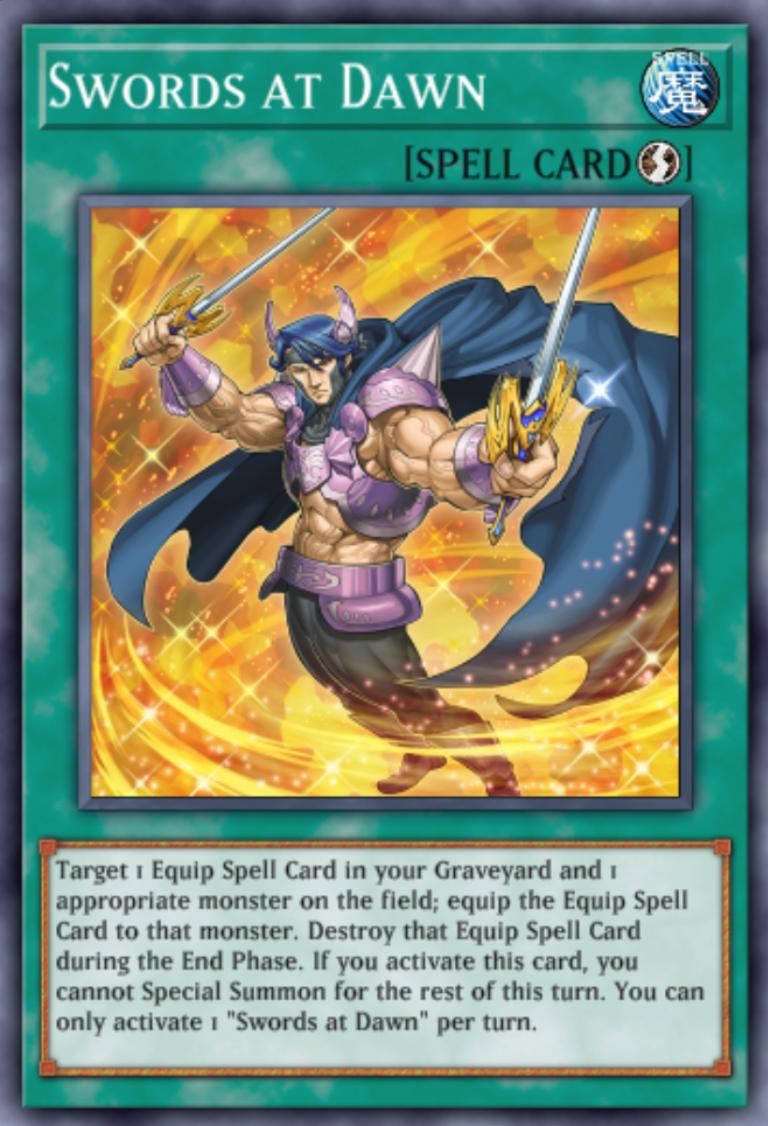 Swords at Dawn
SPELL
魔
[SPELL CARD]
Target 1 Equip Spell Card in your Graveyard and 1
appropriate monster on the field; equip the Equip Spell
Card to that monster. Destroy that Equip Spell Card
during the End Phase. If you activate this card, you
cannot Special Summon for the rest of this turn. You can
only activate 1 "Swords at Dawn" per turn.